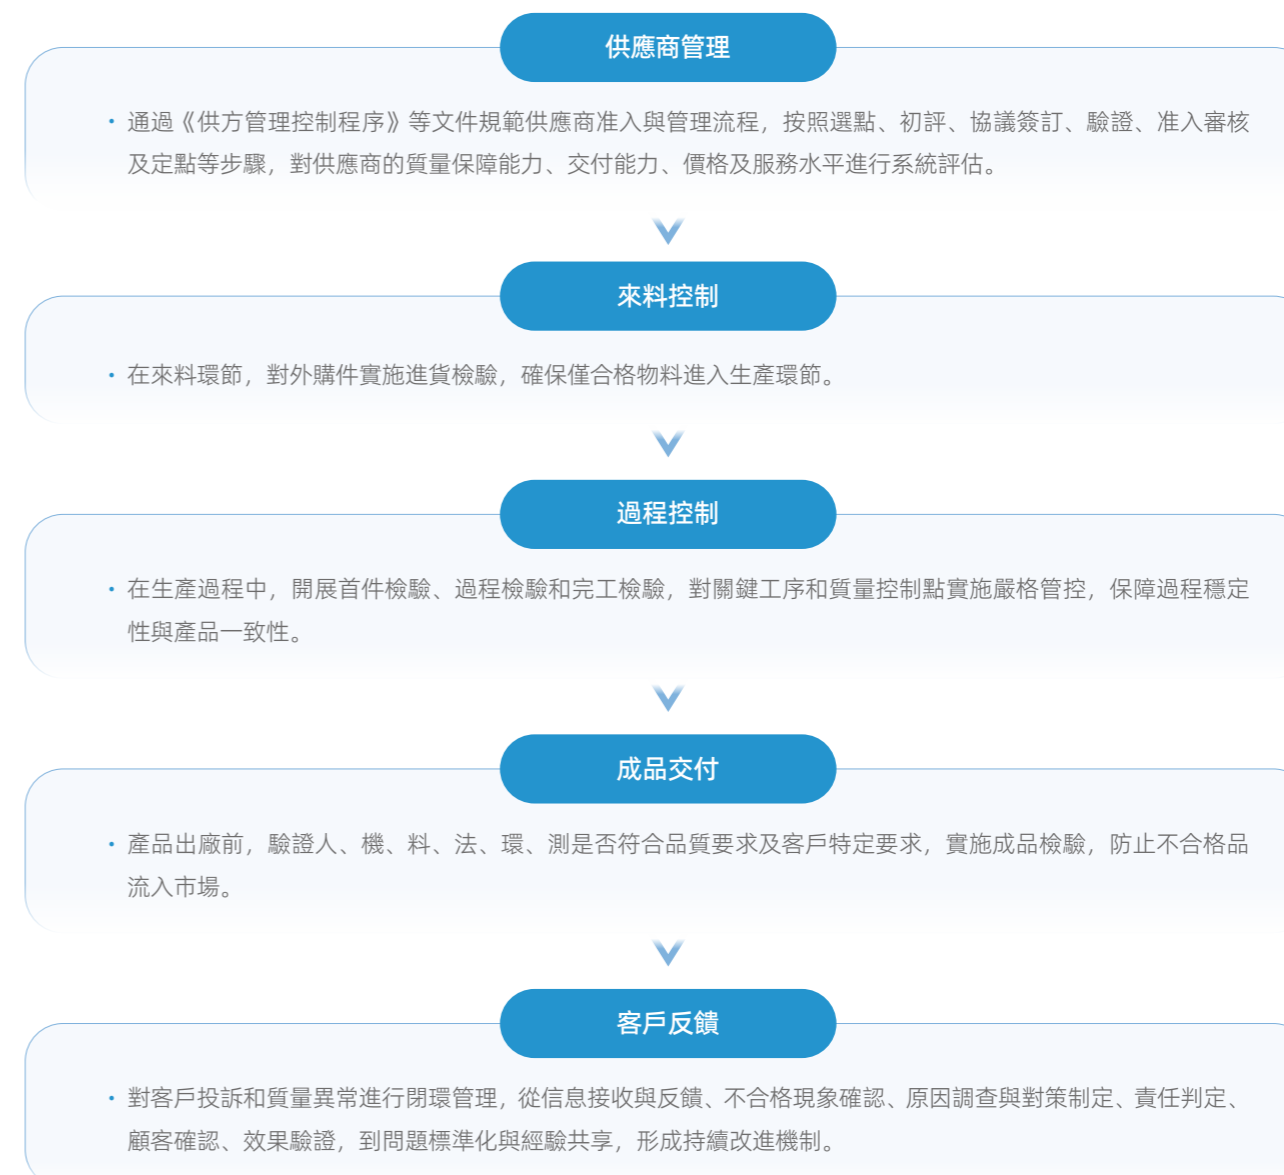 供應商管理
• 通過《供方管理控制程序》等文件規範供應商准入與管理流程，按照選點、初評、協議簽訂、驗證、准入審核
及定點等步驟，對供應商的質量保障能力、交付能力、價格及服務水平進行系統評估。
來料控制
• 在來料環節，對外購件實施進貨檢驗，確保僅合格物料進入生產環節。
過程控制
• 在生產過程中，開展首件檢驗、過程檢驗和完工檢驗，對關鍵工序和質量控制點實施嚴格管控，保障過程穩定
性與產品一致性。
成品交付
• 產品出廠前，驗證人、機、料、法、環、測是否符合品質要求及客戶特定要求，實施成品檢驗，防止不合格品
流入市場。
客戶反饋
• 對客戶投訴和質量異常進行閉環管理，從信息接收與反饋、不合格現象確認、原因調查與對策制定、責任判定、
顧客確認、效果驗證，到問題標準化與經驗共享，形成持續改進機制。